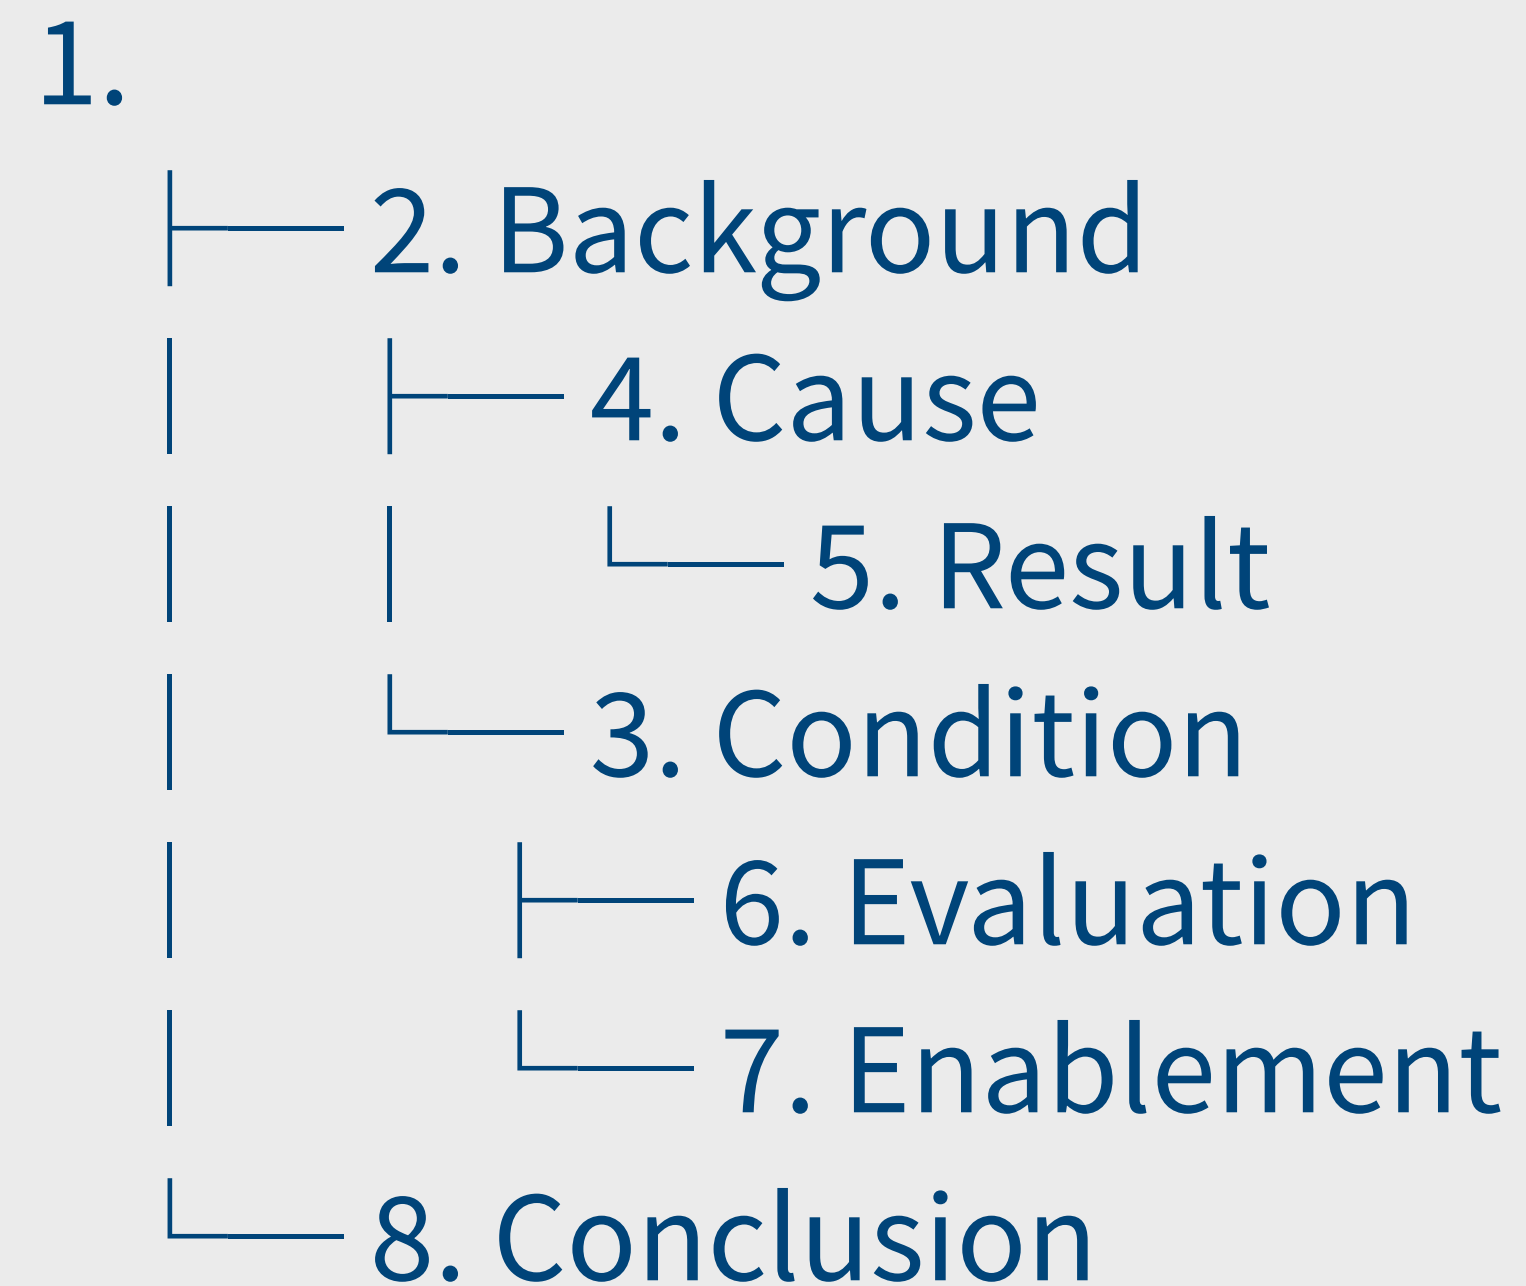 1.
2. Background
4. Cause
5. Result
3. Condition
6. Evaluation
7. Enablement
8. Conclusion